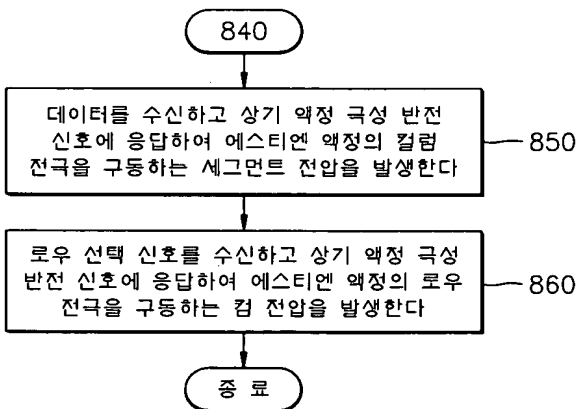 840
데이터를 수신하고 상기 액정 극성 반전
신호에 응답하여 에스티엔 액정의 컬럼
전극을 구동하는 세그먼트 전압을 발생한다
850
로우 선택 신호를 수신하고 상기 액정 극성
반전 신호에 응답하여 에스티엔 액정의 로우
전극을 구동하는 컴 전압을 발생한다
860
종 료